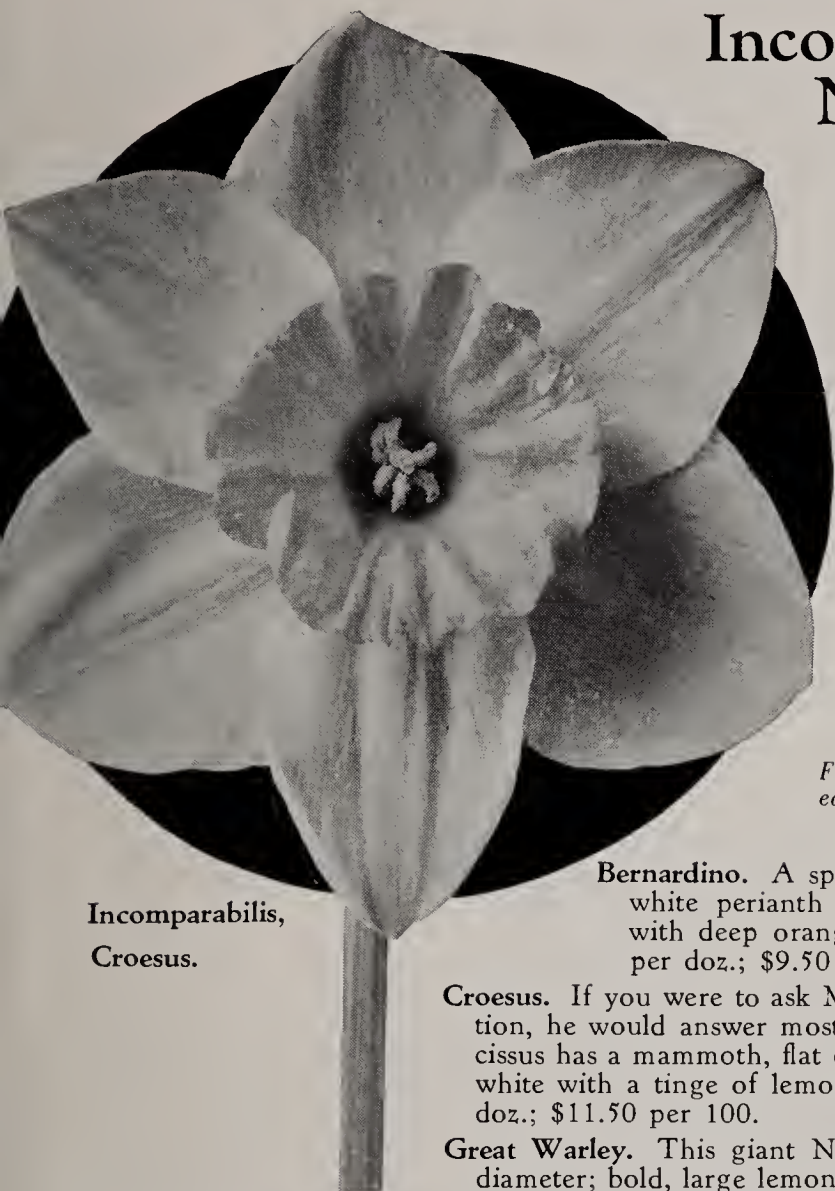 Inco
N
F
ec
Incomparabilis,
Croesus.
Bernardino. A sp
white perianth
with deep orang
per doz.; $9.50
Croesus. If you were to ask M
tion, he would answer most
cissus has a mammoth, flat
white with a tinge of lemo
doz.; $11.50 per 100.
Great Warley. This giant N
diameter; bold, large lemon